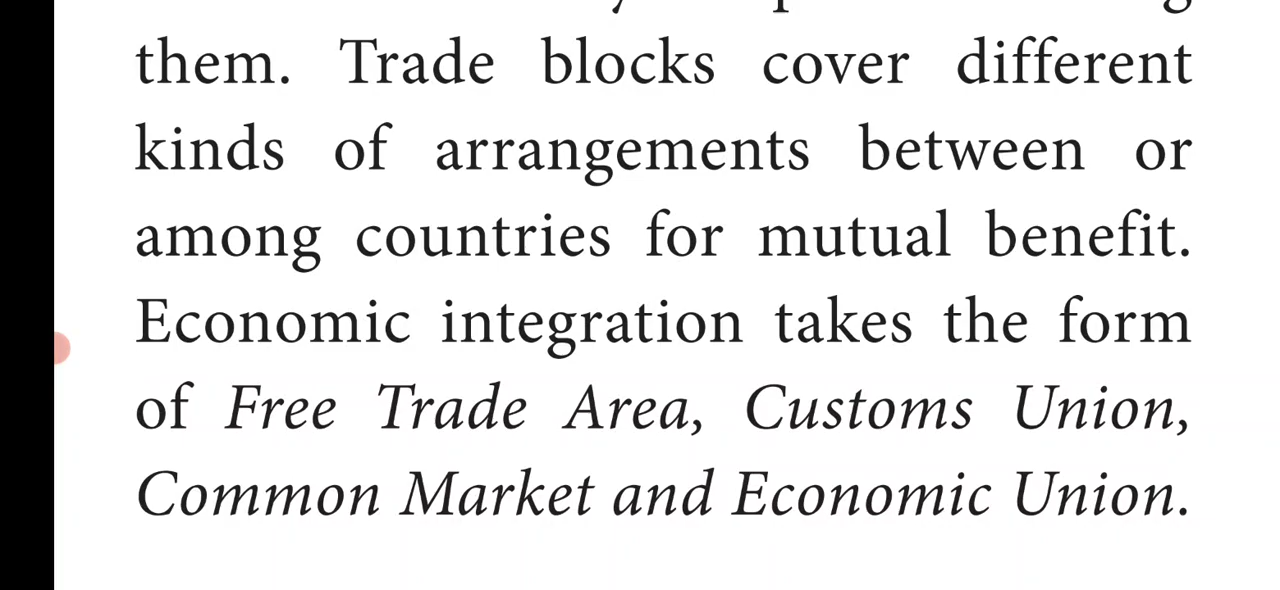 them. Trade blocks cover different
kinds of arrangements between or
among countries for mutual benefit.
Economic integration takes the form
of Free Trade Area, Customs Union,
Common Market and Economic Union.